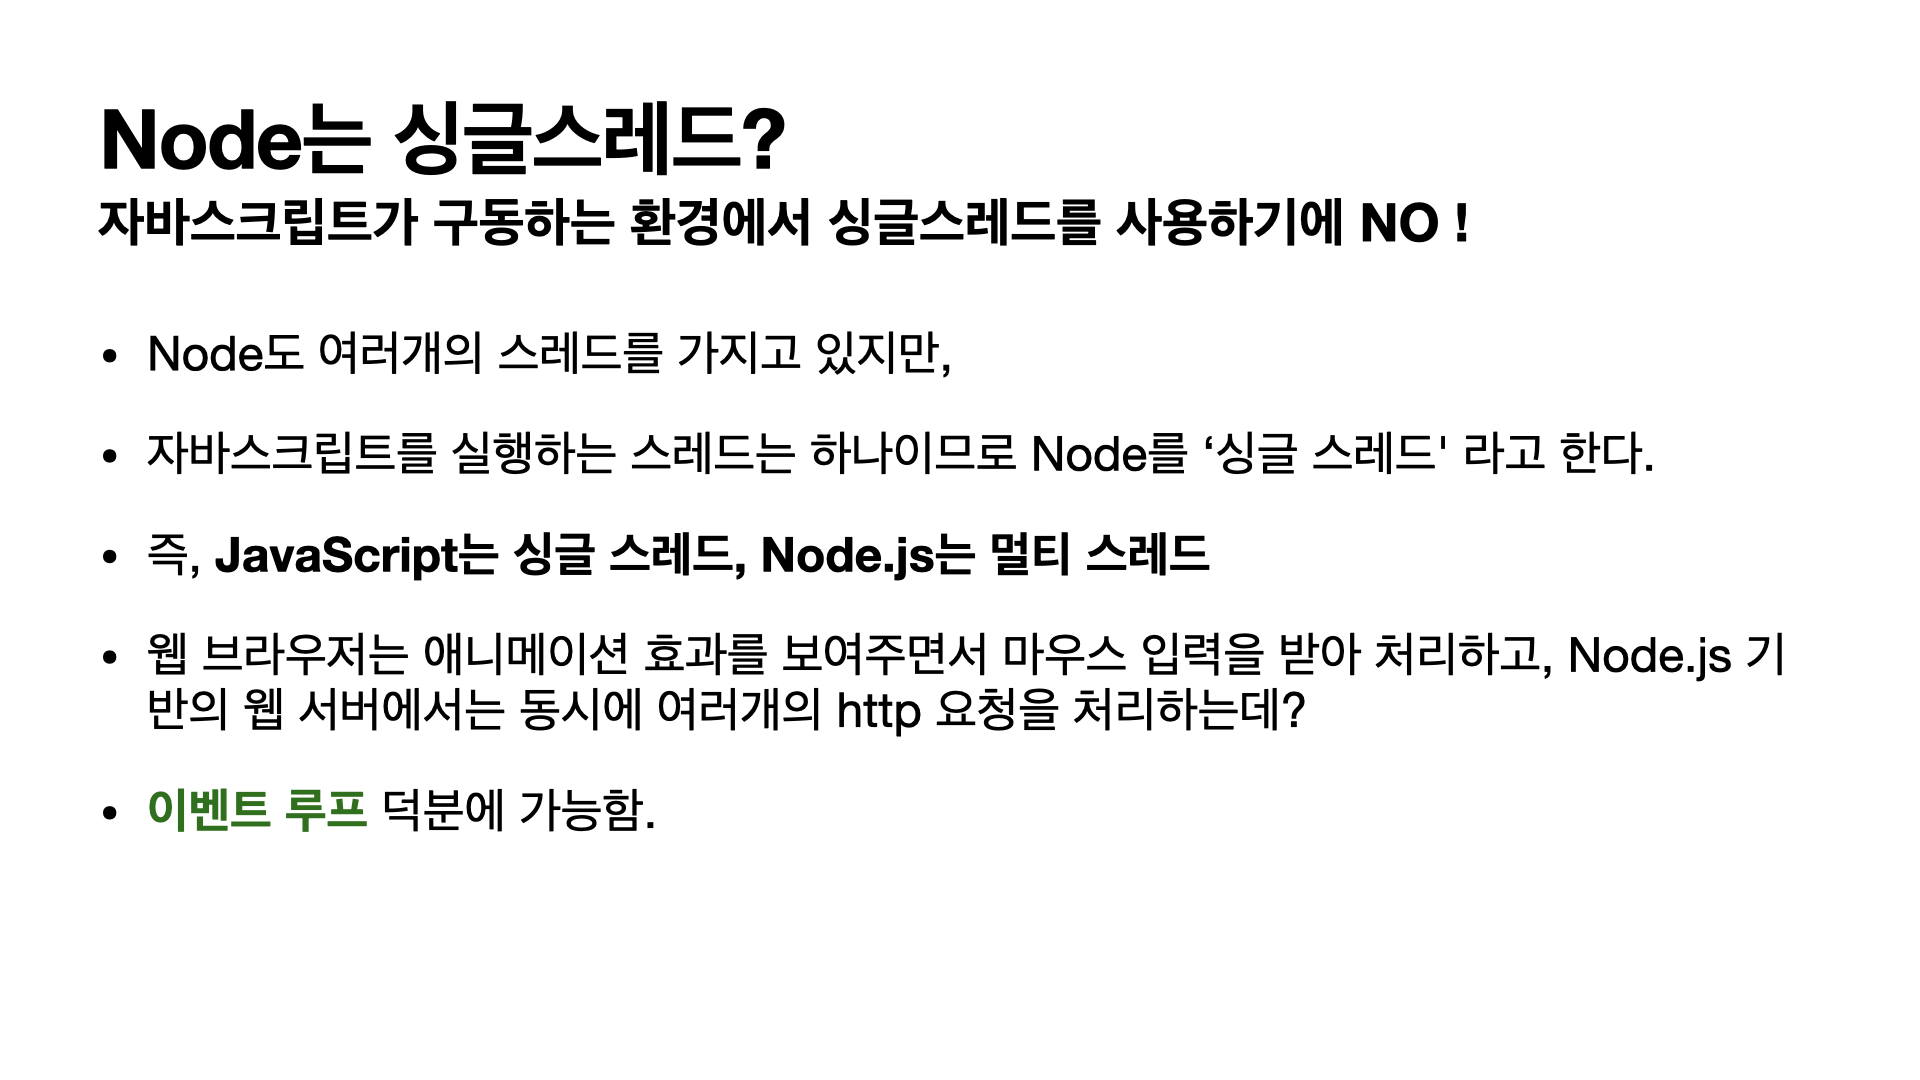 Node는 싱글스레드?
자바스크립트가 구동하는 환경에서 싱글스레드를 사용하기에 NO !
• Node도 여러개의 스레드를 가지고 있지만,
• 자바스크립트를 실행하는 스레드는 하나이므로 Node를 ‘싱글 스레드' 라고 한다.
• 즉, JavaScript는 싱글 스레드, Node.js는 멀티 스레드
• 웹 브라우저는 애니메이션 효과를 보여주면서 마우스 입력을 받아 처리하고, Node.js 기
반의 웹 서버에서는 동시에 여러개의 http 요청을 처리하는데?
• 이벤트 루프 덕분에 가능함.